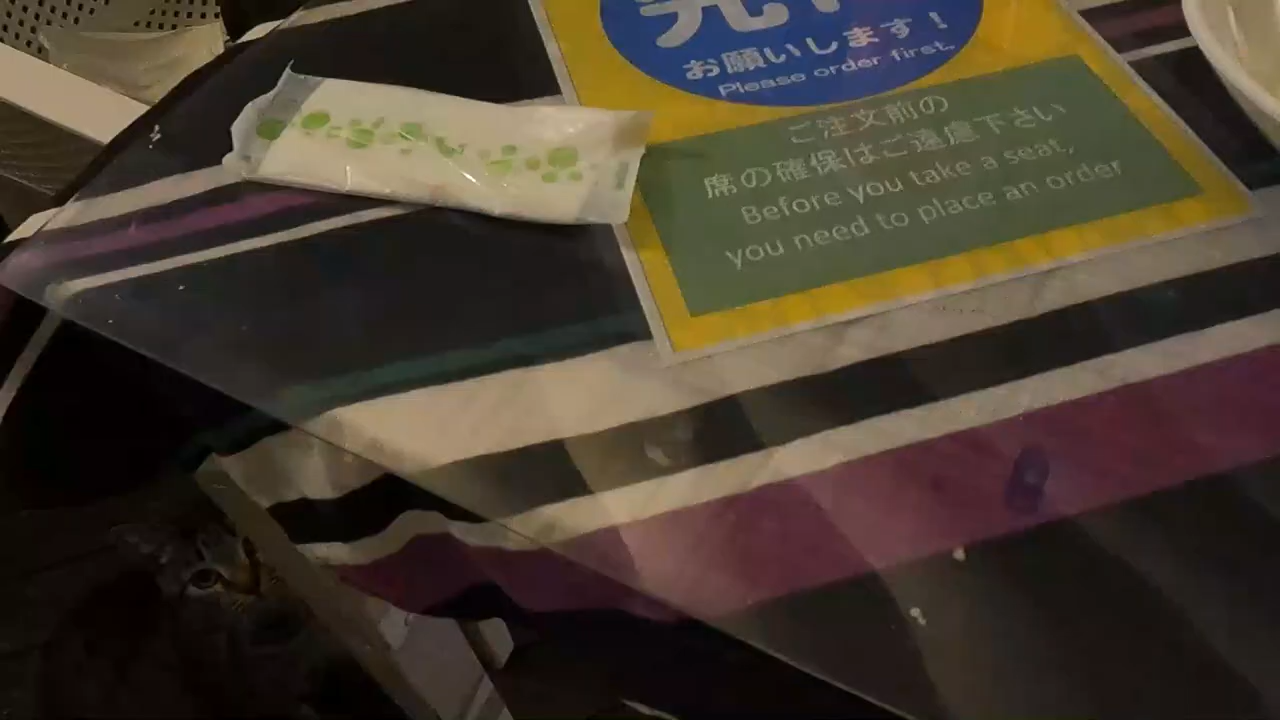 お願いします!
Please order first.
ご注文前の
席の確保はご遠慮下さい
Before you take a seat,
you need to place an order